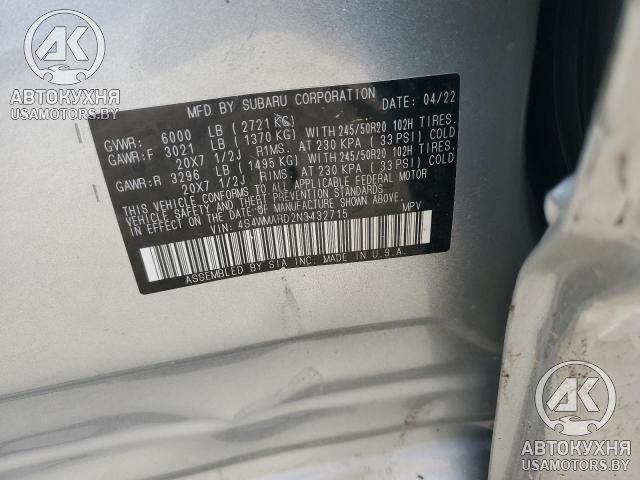 AK
АВТОКУХНЯ
USAMOTORS.BY
MFD BY SUBARU CORPORATION DATE: 04/22
GVWR: 6000 LB ( 2721 KG)
GAWR:F 3021 LB ( 1370 KG) WITH 245/50R20 102H TIRES.
20X7 1/2J RIMS. AT 230 KPA ( 33 PSI) COLD
GAWR:R 3296 LB ( 1495 KG) WITH 245/50R20 102H TIRES.
20X7 1/2J RIMS. AT 230 KPA ( 33 PSI) COLD
THIS VEHICLE CONFORMS TO ALL APPLICABLE FEDERAL MOTOR
VEHICLE SAFETY AND THEFT PREVENTION STANDARDS
IN EFFECT ON THE DATE OF MANUFACTURE SHOWN ABOVE.
VIN: 4S4WMARD2N3432715 MPV
ASSEMBLED BY SIA INC. MADE IN U.S.A.
AK
АВТОКУХНЯ
USAMOTORS.BY